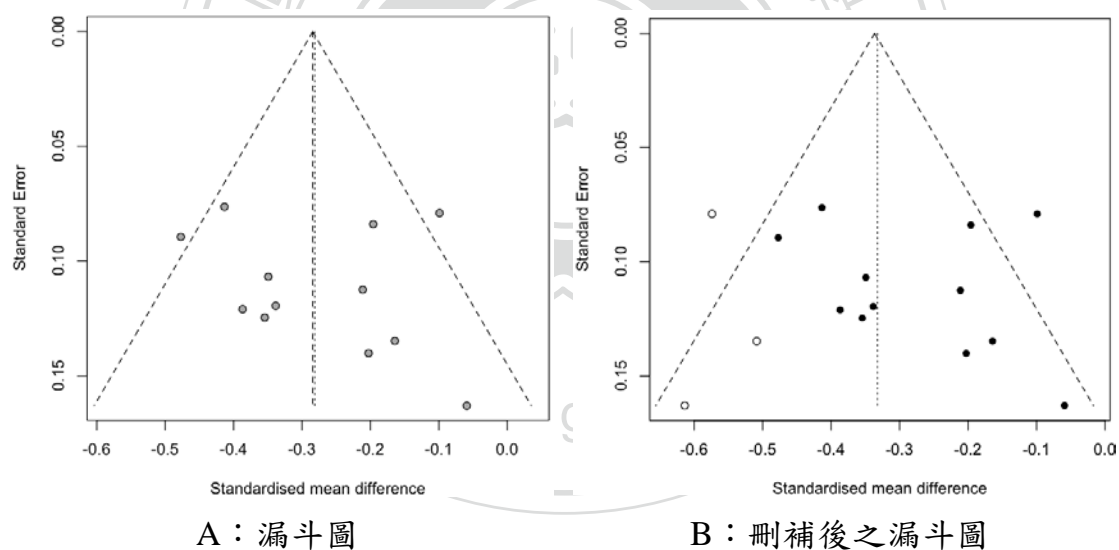 0.00
0.05
0.10
0.15
Standard Error
-0.6 -0.5 -0.4 -0.3 -0.2 -0.1 0.0
Standardised mean difference
A：漏斗圖
0.00
0.05
0.10
0.15
Standard Error
-0.6 -0.5 -0.4 -0.3 -0.2 -0.1 0.0
Standardised mean difference
B：刪補後之漏斗圖